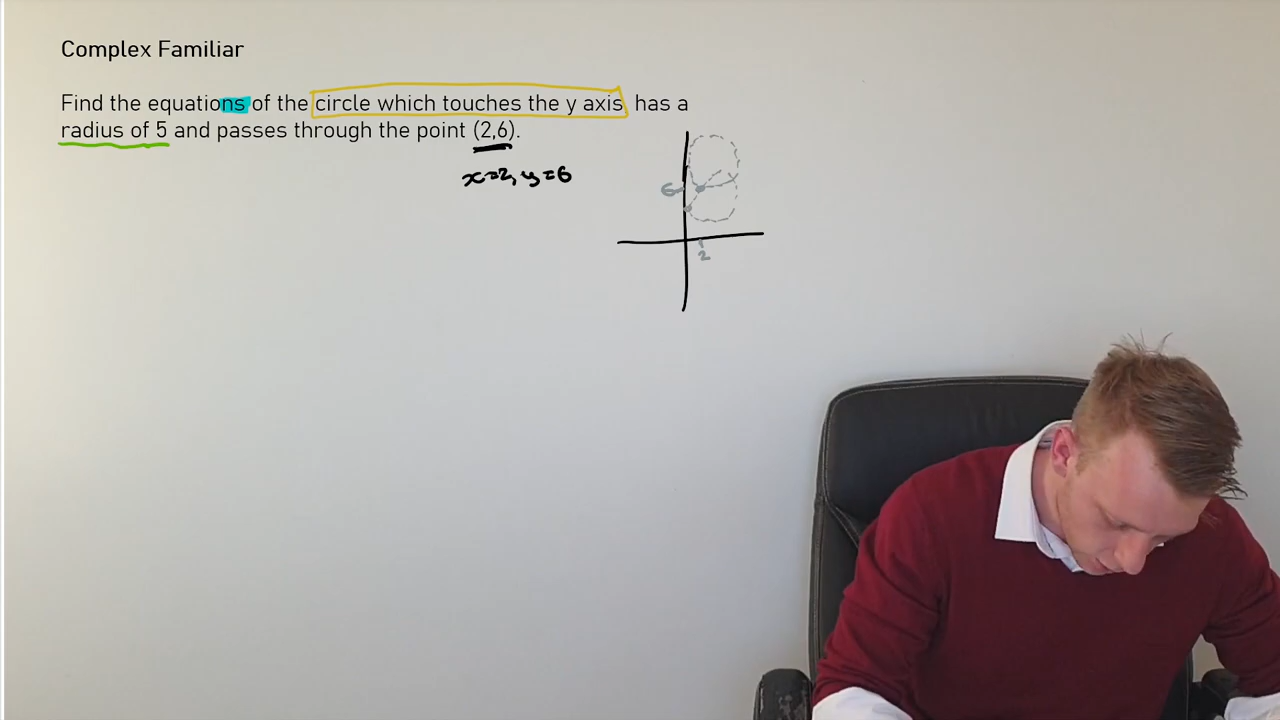 Complex Familiar
Find the equations of the circle which touches the y axis has a
radius of 5 and passes through the point (2,6).
x=2, y=6
6
2